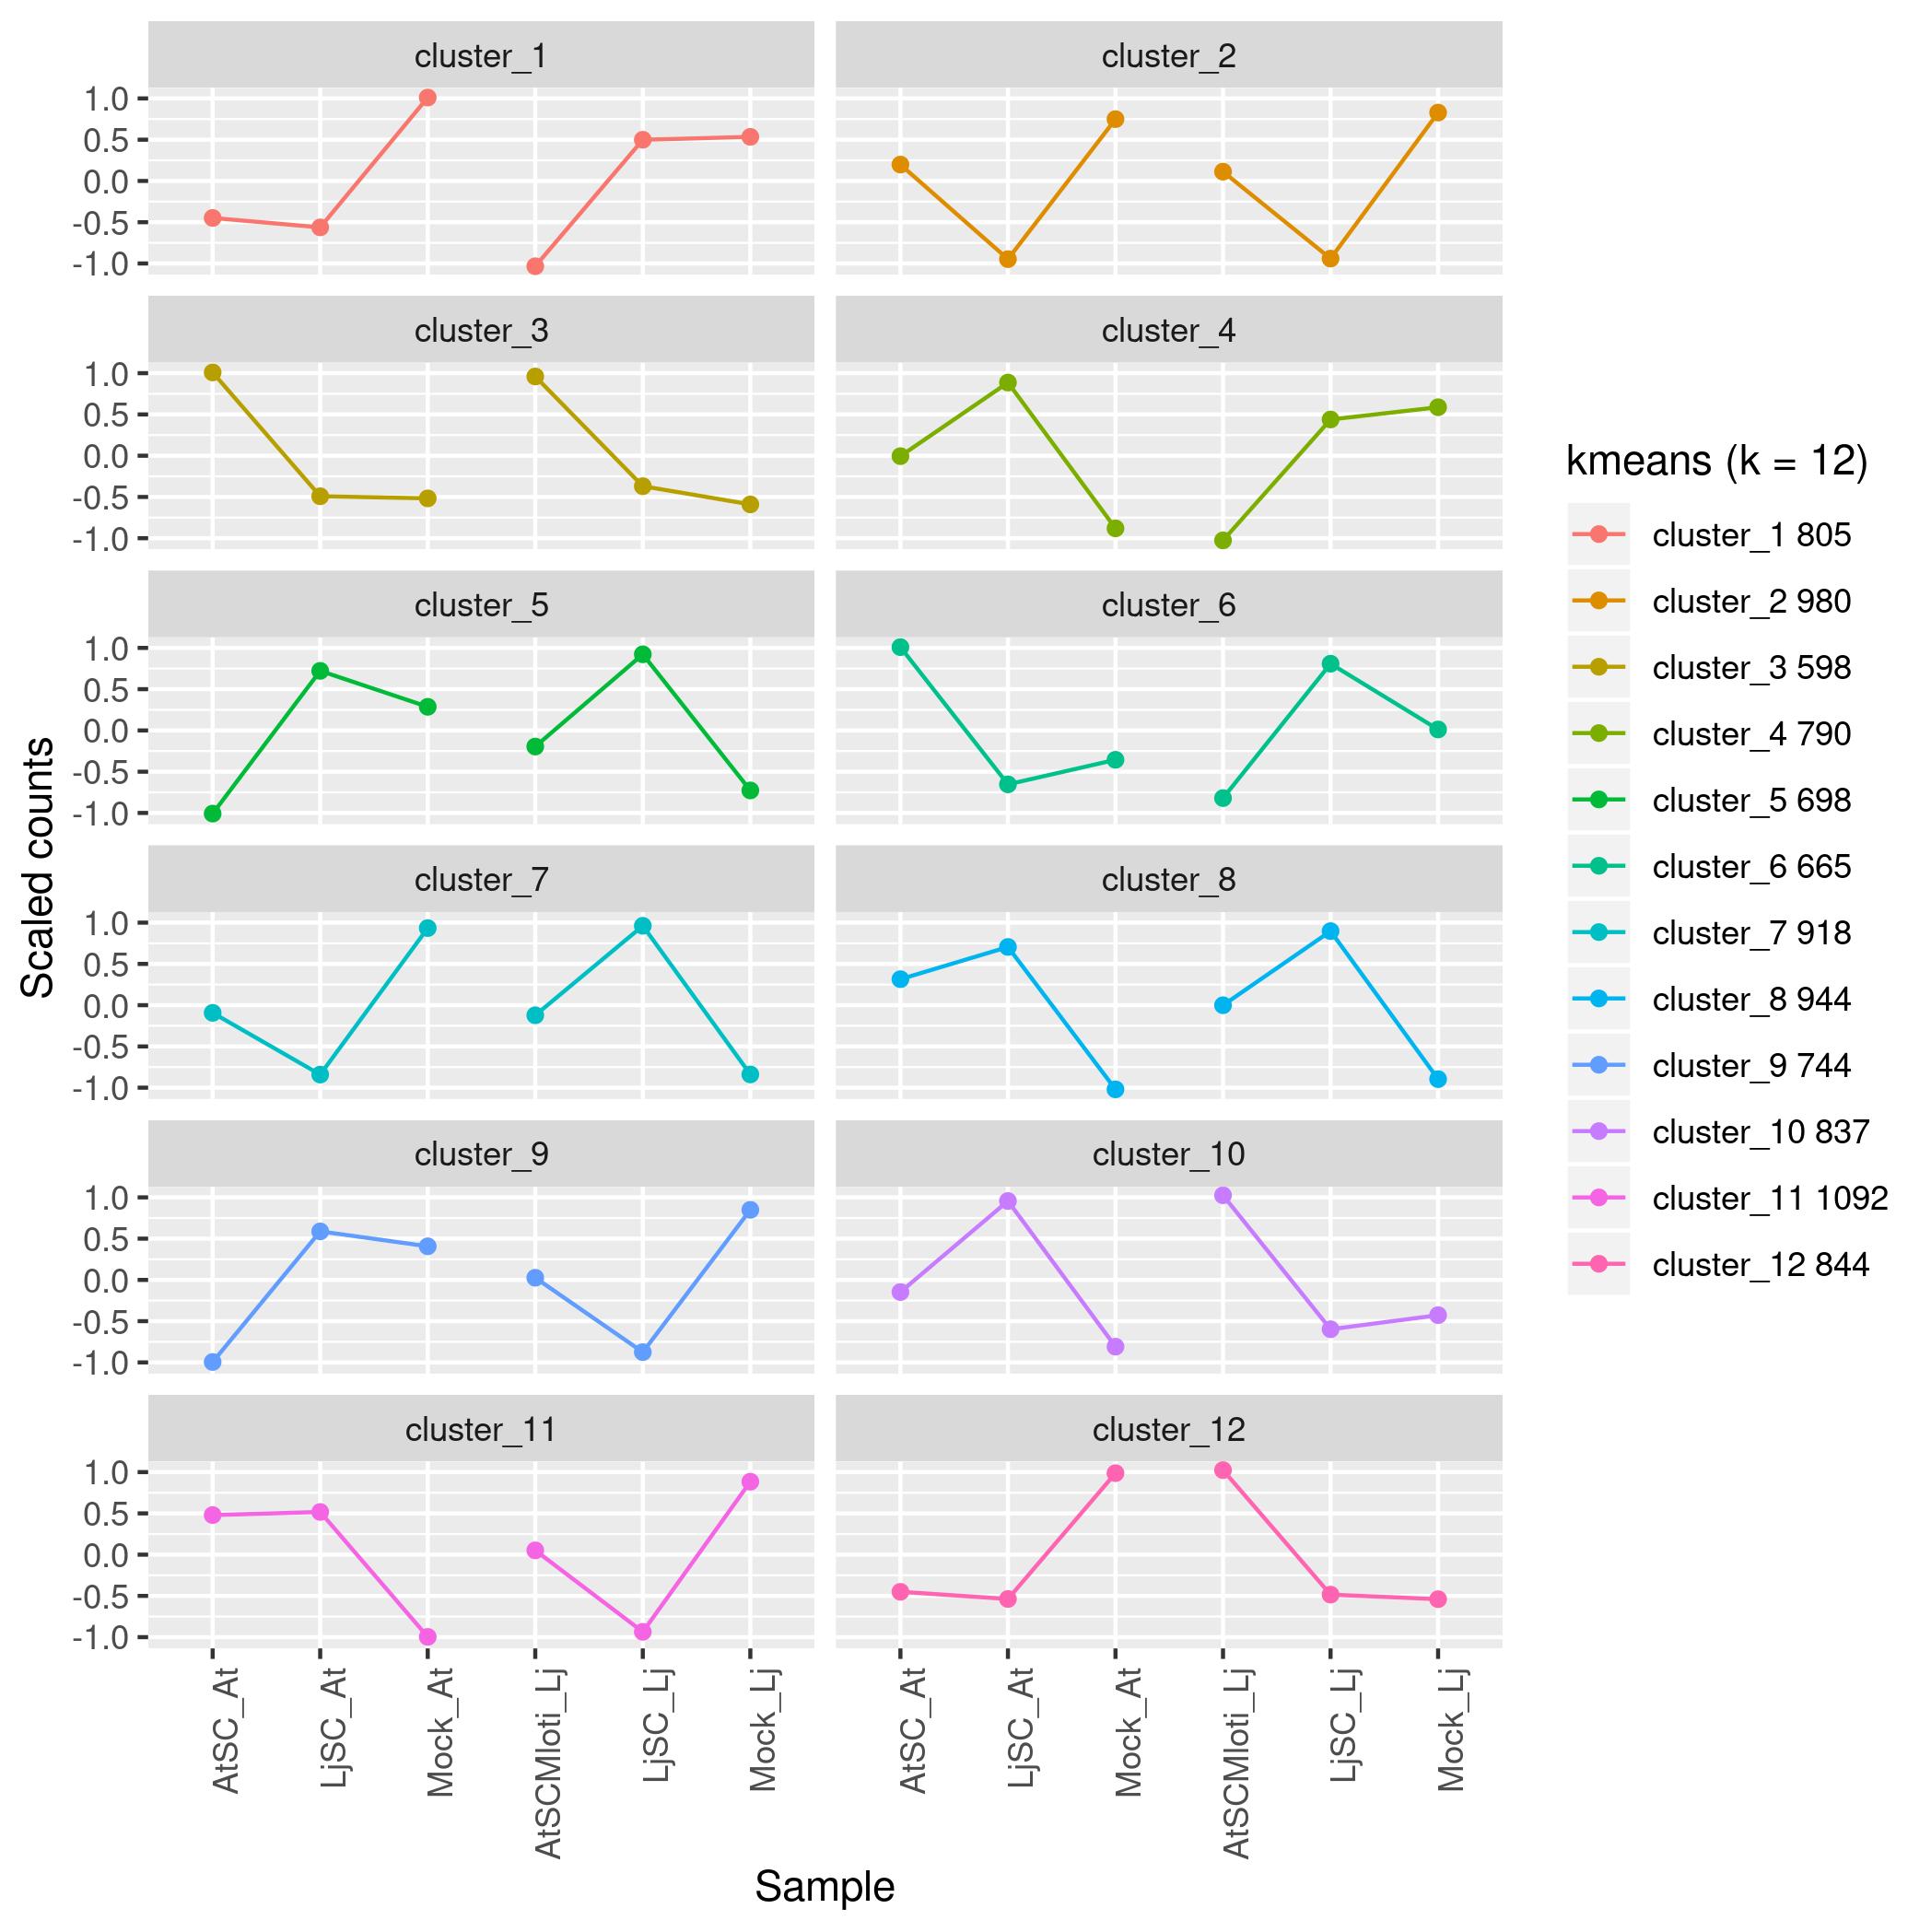 cluster_1
cluster_2
1.0
0.5
0.0
-0.5
-1.0
cluster_3
cluster_4
1.0
0.5
0.0
-0.5
-1.0
cluster_5
cluster_6
1.0
0.5
0.0
-0.5
-1.0
cluster_7
cluster_8
1.0
0.5
0.0
-0.5
-1.0
cluster_9
cluster_10
1.0
0.5
0.0
-0.5
-1.0
cluster_11
cluster_12
1.0
0.5
0.0
-0.5
-1.0
Scaled counts
AtSC_At
LjSC_At
Mock_At
AtSCMloti_Lj
LjSC_Lj
Mock_Lj
AtSC_At
LjSC_At
Mock_At
AtSCMloti_Lj
LjSC_Lj
Mock_Lj
Sample
kmeans (k = 12)
cluster_1 805
cluster_2 980
cluster_3 598
cluster_4 790
cluster_5 698
cluster_6 665
cluster_7 918
cluster_8 944
cluster_9 744
cluster_10 837
cluster_11 1092
cluster_12 844